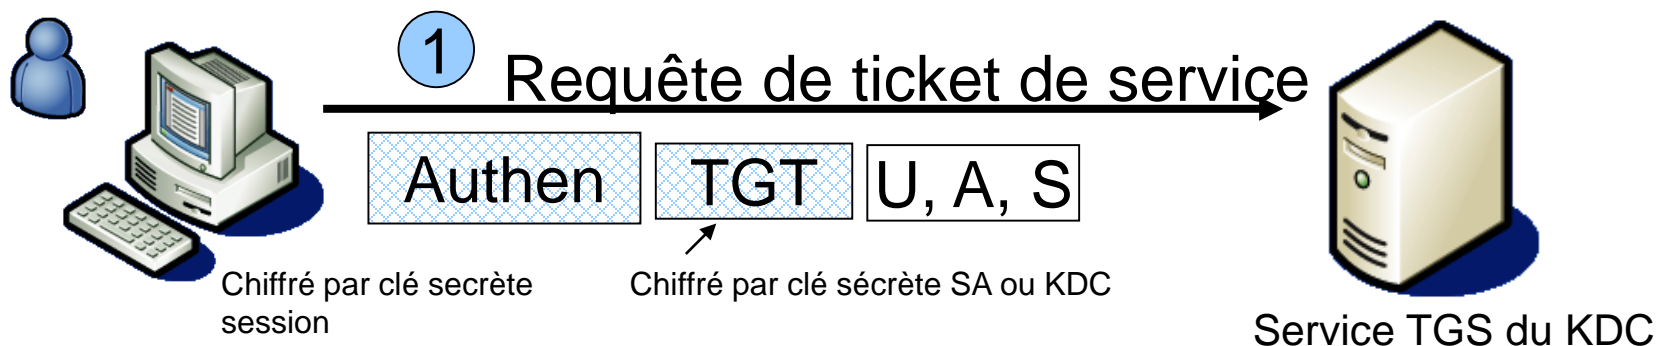 1
Requête de ticket de service
Authen
TGT
U, A, S
Chiffré par clé secrète
session
Chiffré par clé sécrète SA ou KDC
Service TGS du KDC